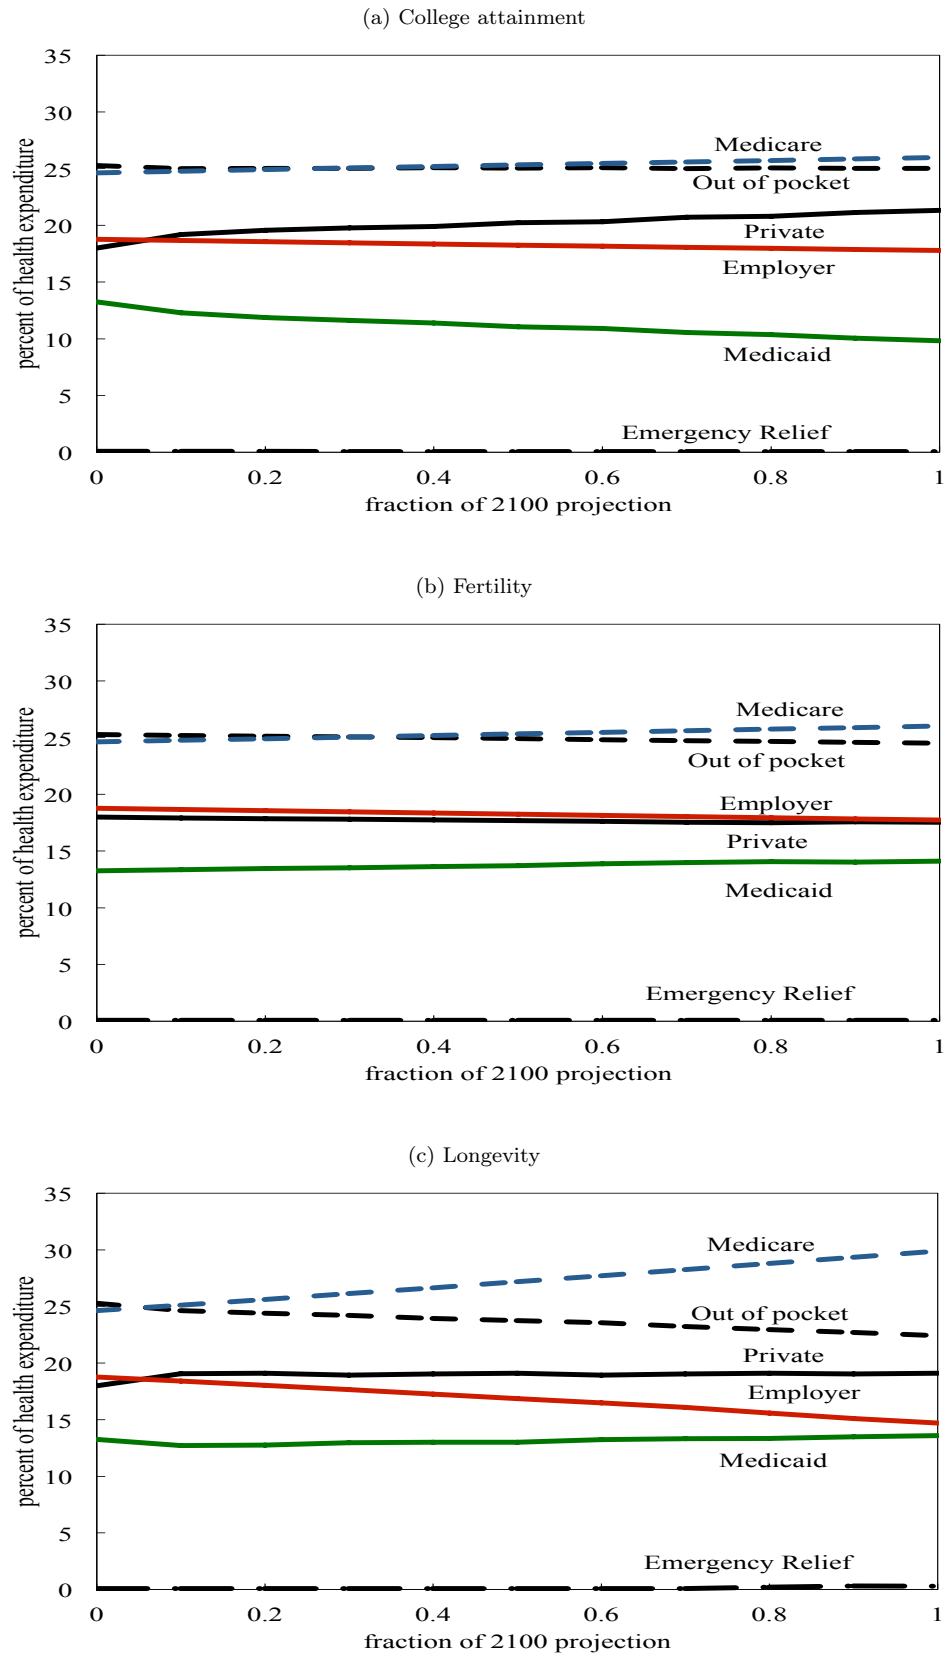 (a) College attainment
35
30
25
20
15
10
5
0
percent of health expenditure
Medicare
Out of pocket
Private
Employer
Medicaid
Emergency Relief
0 0.2 0.4 0.6 0.8 1
fraction of 2100 projection
(b) Fertility
35
30
25
20
15
10
5
0
percent of health expenditure
Medicare
Out of pocket
Employer
Private
Medicaid
Emergency Relief
0 0.2 0.4 0.6 0.8 1
fraction of 2100 projection
(c) Longevity
35
30
25
20
15
10
5
0
percent of health expenditure
Medicare
Out of pocket
Private
Employer
Medicaid
Emergency Relief
0 0.2 0.4 0.6 0.8 1
fraction of 2100 projection